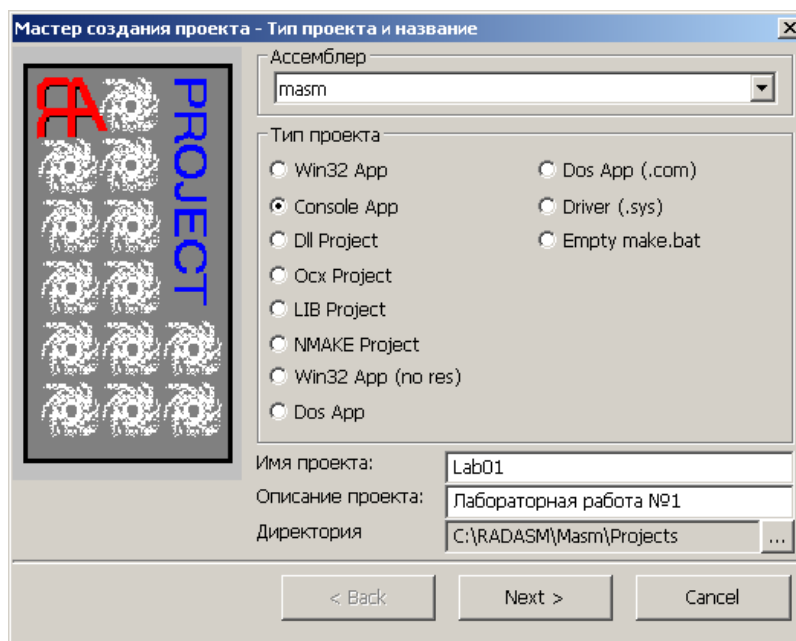 Мастер создания проекта - Тип проекта и название
RA
PROJECT
Ассемблер
masm
Тип проекта
Win32 App
Console App
Dll Project
Ocx Project
LIB Project
NMAKE Project
Win32 App (no res)
Dos App
Dos App (.com)
Driver (.sys)
Empty make.bat
Имя проекта: Lab01
Описание проекта: Лабораторная работа №1
Директория C:\RADASM\Masm\Projects ...
< Back Next > Cancel